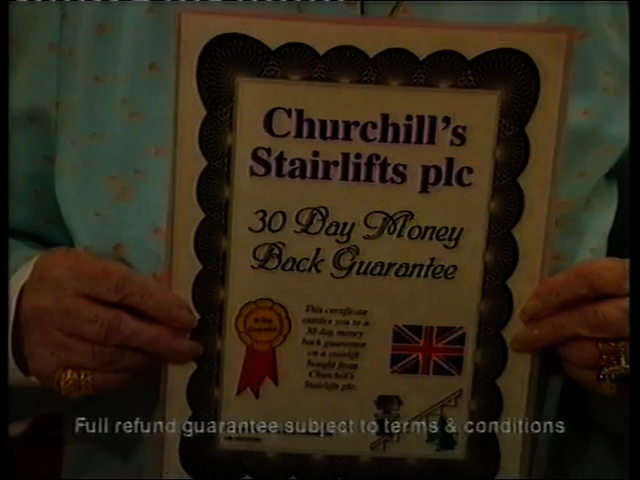 Churchill's
Stairlifts plc
30 Day Money
Back Guarantee
This certificate
entitles you to a
30 day money
back guarantee
on a stairlift
bought from
Churchill's
Stairlifts plc.
Full refund guarantee subject to terms & conditions